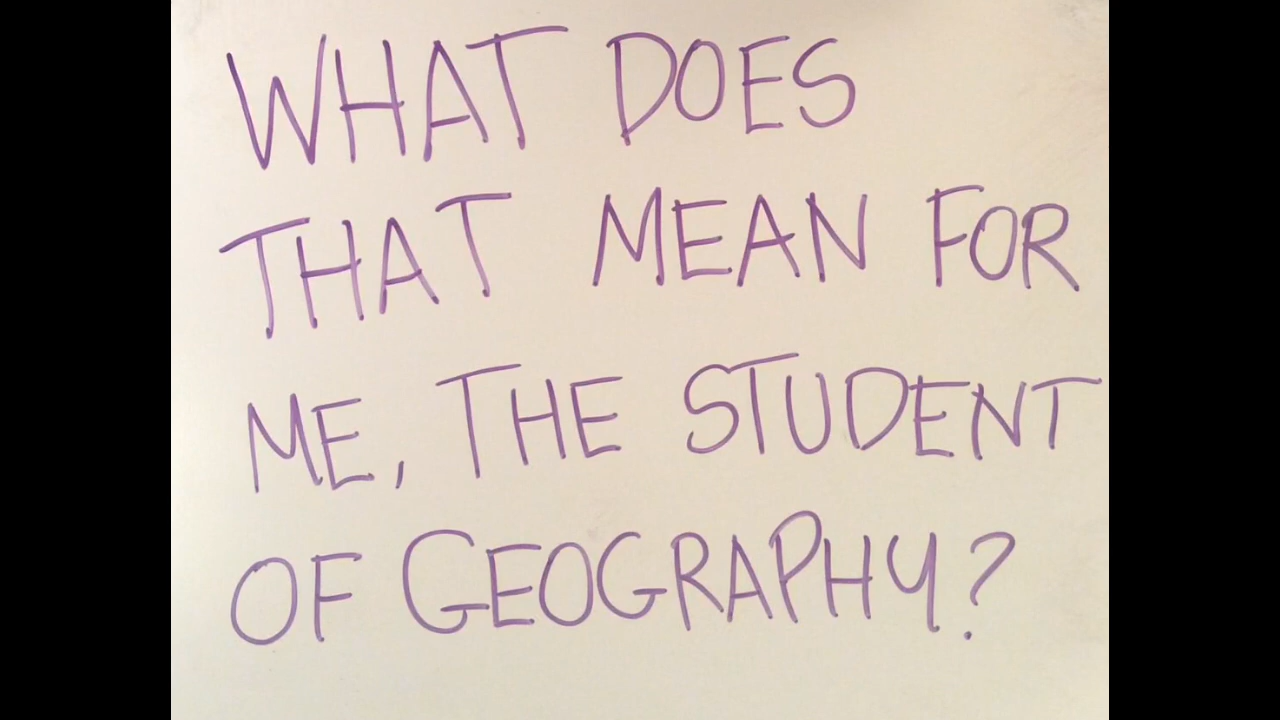 WHAT DOES
THAT MEAN FOR
ME, THE STUDENT
OF GEOGRAPHY?